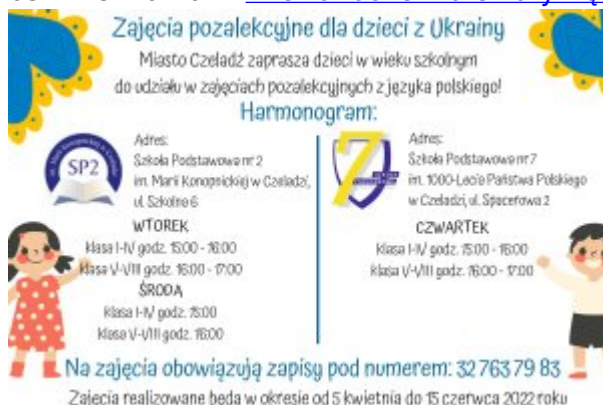 Zajęcia pozalekcyjne dla dzieci z Ukrainy
Miasto Czeladź zaprasza dzieci w wieku szkolnym
do udziału w zajęciach pozalekcyjnych z języka polskiego!
Harmonogram:
SP2
Adres:
Szkoła Podstawowa nr 2
im. Marii Konopnickiej w Czeladzi,
ul. Szkolna 6
WTOREK
klasa I-IV godz. 15:00 - 16:00
klasa V-VIII godz. 16:00 - 17:00
ŚRODA
klasa I-IV godz. 15:00
klasa V-VIII godz. 16:00
7
Adres:
Szkoła Podstawowa nr 7
im. 1000-Lecia Państwa Polskiego
w Czeladzi, ul. Spacerowa 2
CZWARTEK
klasa I-IV godz. 15:00 - 16:00
klasa V-VIII godz. 16:00 - 17:00
Na zajęcia obowiązują zapisy pod numerem: 32 763 79 83
Zajęcia realizowane będą w okresie od 5 kwietnia do 15 czerwca 2022 roku